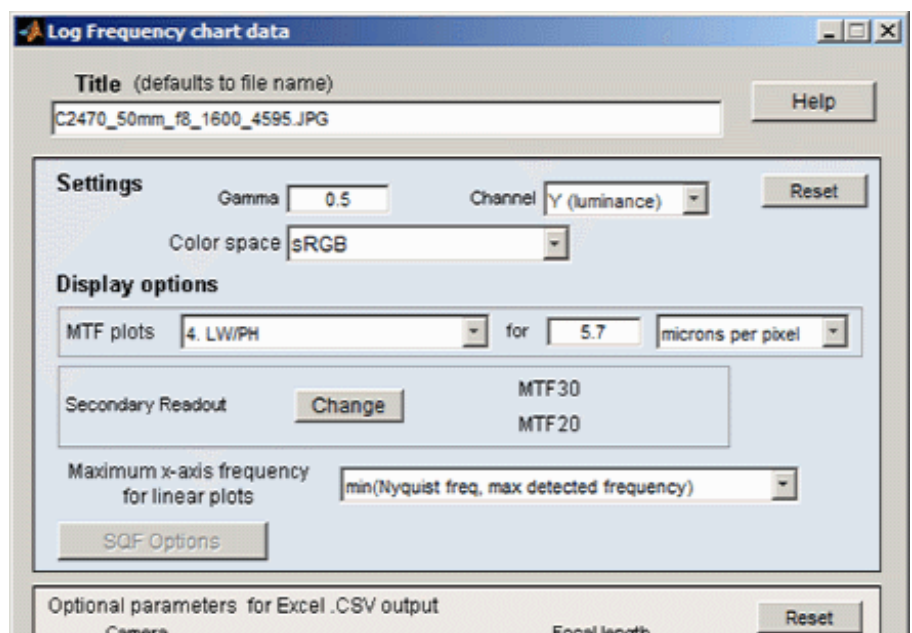 Log Frequency chart data
Title (defaults to file name)
Help
C2470_50mm_f8_1600_4595.JPG
Settings
Gamma 0.5 Channel Y (luminance) Reset
Color space sRGB
Display options
MTF plots 4. LW/PH for 5.7 microns per pixel
Secondary Readout Change MTF30
MTF20
Maximum x-axis frequency
for linear plots
min(Nyquist freq, max detected frequency)
SQF Options
Optional parameters for Excel .CSV output
Reset
Camera Focal length